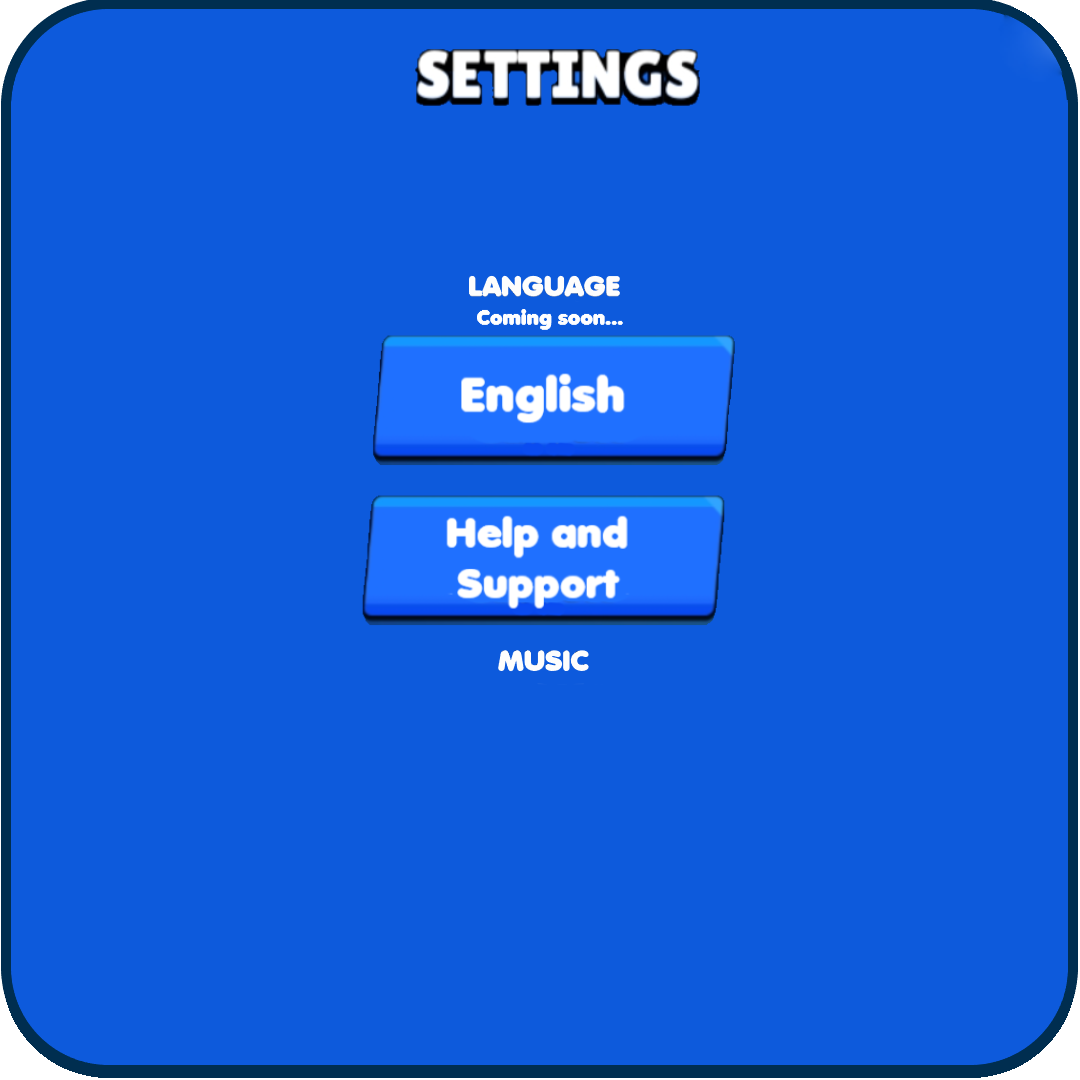 SETTINGS
LANGUAGE
Coming soon...
English
Help and
Support
MUSIC